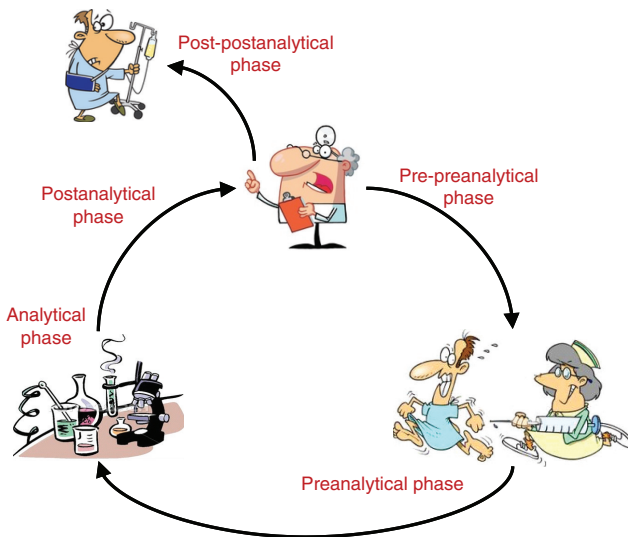 Post-postanalytical
phase
Pre-preanalytical
phase
Postanalytical
phase
Analytical
phase
Preanalytical phase